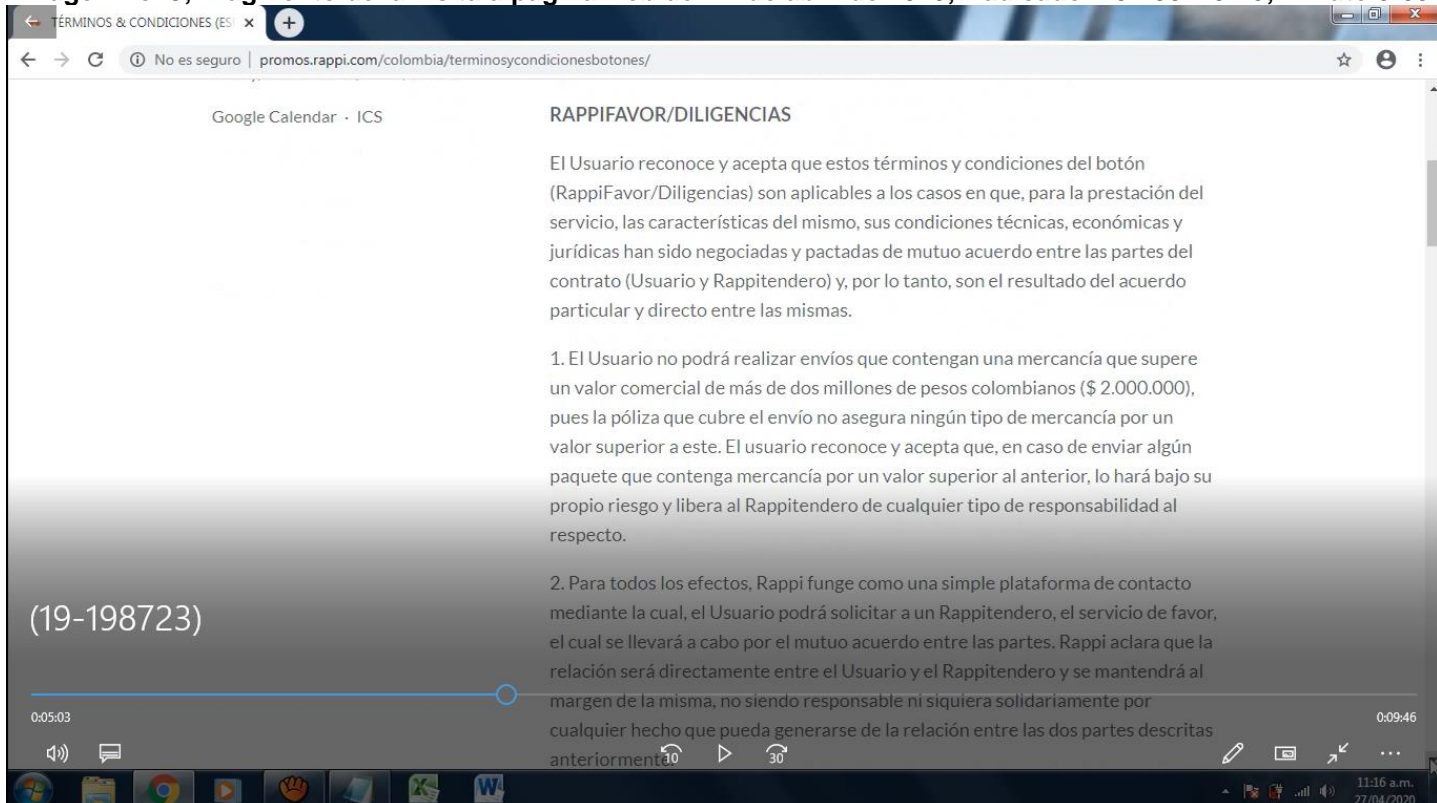 TÉRMINOS & CONDICIONES (ES
No es seguro | promos.rappi.com/colombia/terminosycondicionesbotones/
Google Calendar · ICS
RAPPIFAVOR/DILIGENCIAS
El Usuario reconoce y acepta que estos términos y condiciones del botón
(RappiFavor/Diligencias) son aplicables a los casos en que, para la prestación del
servicio, las características del mismo, sus condiciones técnicas, económicas y
jurídicas han sido negociadas y pactadas de mutuo acuerdo entre las partes del
contrato (Usuario y Rappitendero) y, por lo tanto, son el resultado del acuerdo
particular y directo entre las mismas.
1. El Usuario no podrá realizar envíos que contengan una mercancía que supere
un valor comercial de más de dos millones de pesos colombianos ($ 2.000.000),
pues la póliza que cubre el envío no asegura ningún tipo de mercancía por un
valor superior a este. El usuario reconoce y acepta que, en caso de enviar algún
paquete que contenga mercancía por un valor superior al anterior, lo hará bajo su
propio riesgo y libera al Rappitendero de cualquier tipo de responsabilidad al
respecto.
2. Para todos los efectos, Rappi funge como una simple plataforma de contacto
mediante la cual, el Usuario podrá solicitar a un Rappitendero, el servicio de favor,
el cual se llevará a cabo por el mutuo acuerdo entre las partes. Rappi aclara que la
relación será directamente entre el Usuario y el Rappitendero y se mantendrá al
margen de la misma, no siendo responsable ni siquiera solidariamente por
cualquier hecho que pueda generarse de la relación entre las dos partes descritas
anteriormente.
(19-198723)
0:05:03
0:09:46
10
30
11:16 a.m.
27/04/2020